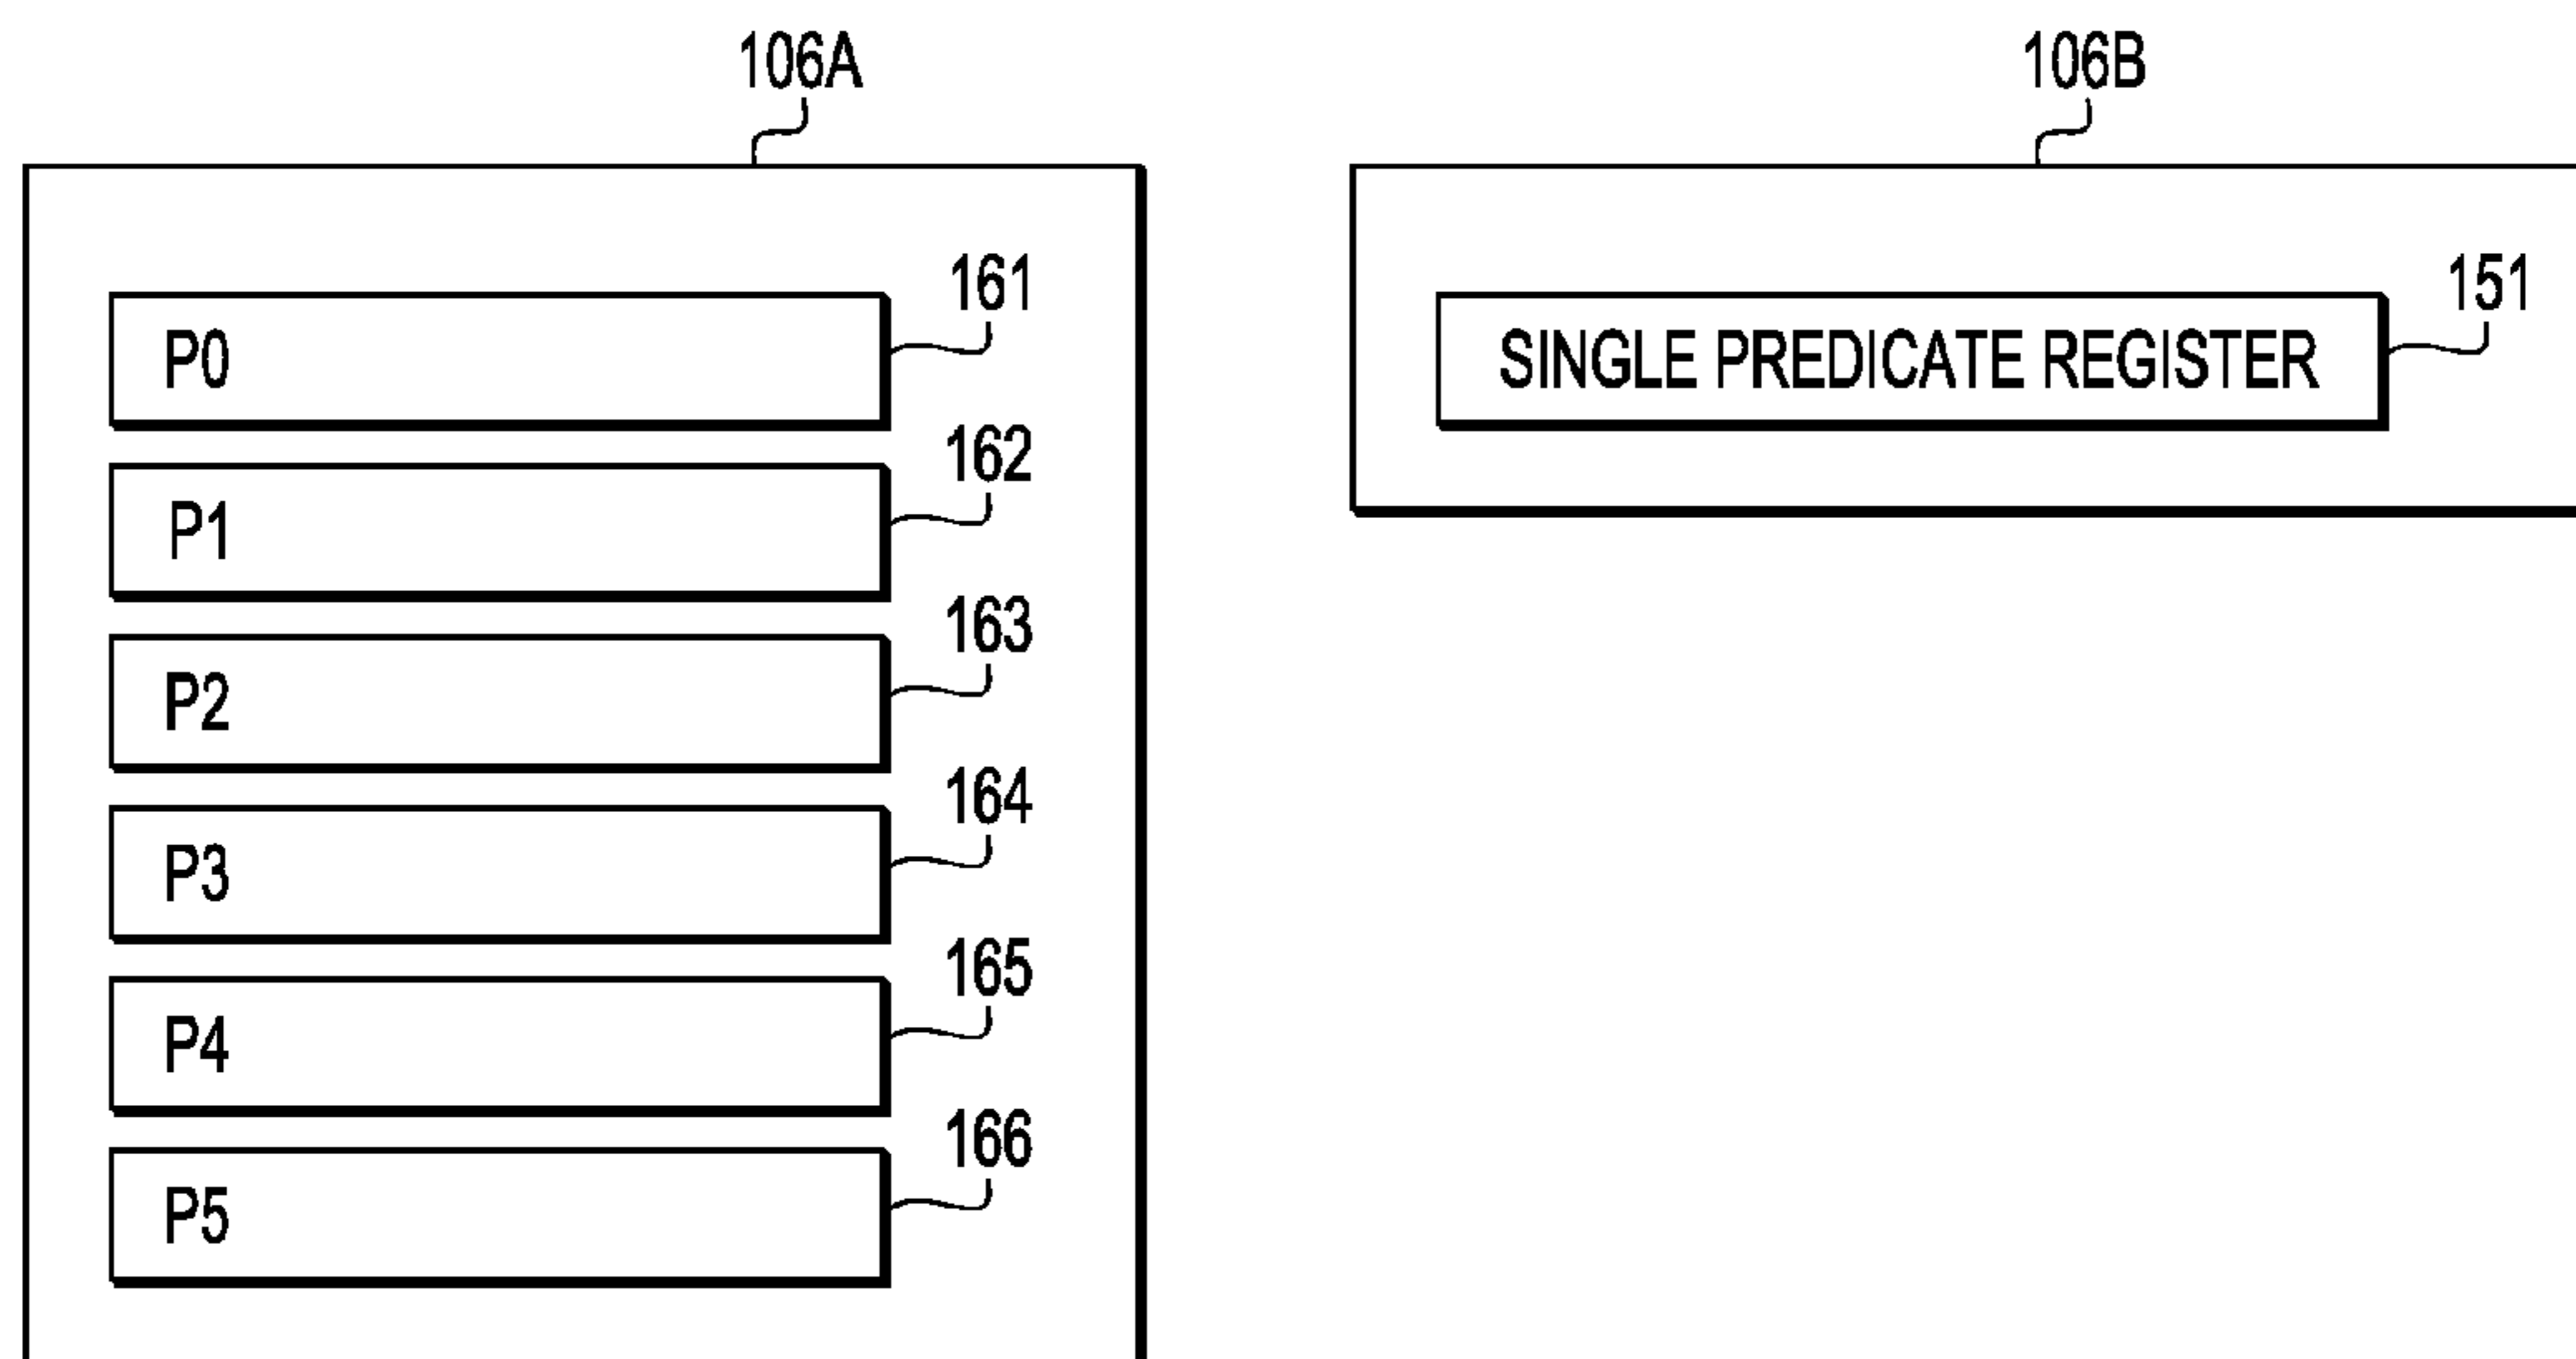 106A
106B
P0
161
SINGLE PREDICATE REGISTER
151
P1
162
P2
163
P3
164
P4
165
P5
166